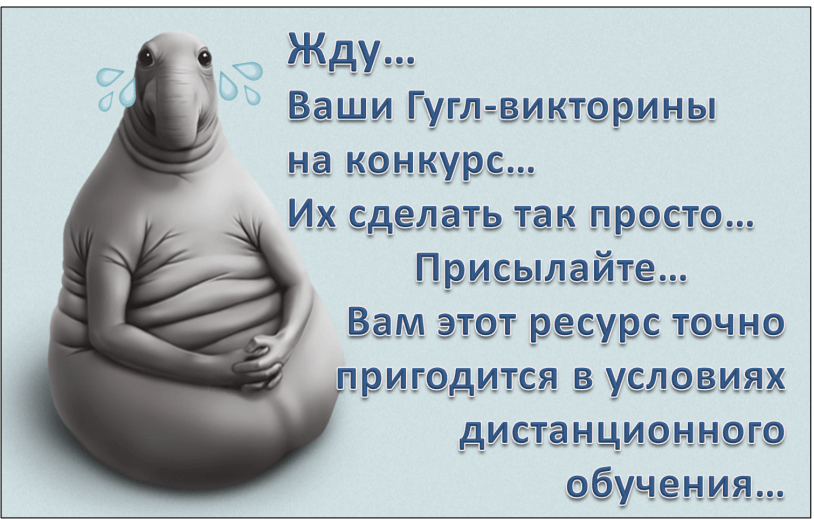 Жду...
Ваши Гугл-викторины
на конкурс...
Их сделать так просто...
Присылайте...
Вам этот ресурс точно
пригодится в условиях
дистанционного
обучения...